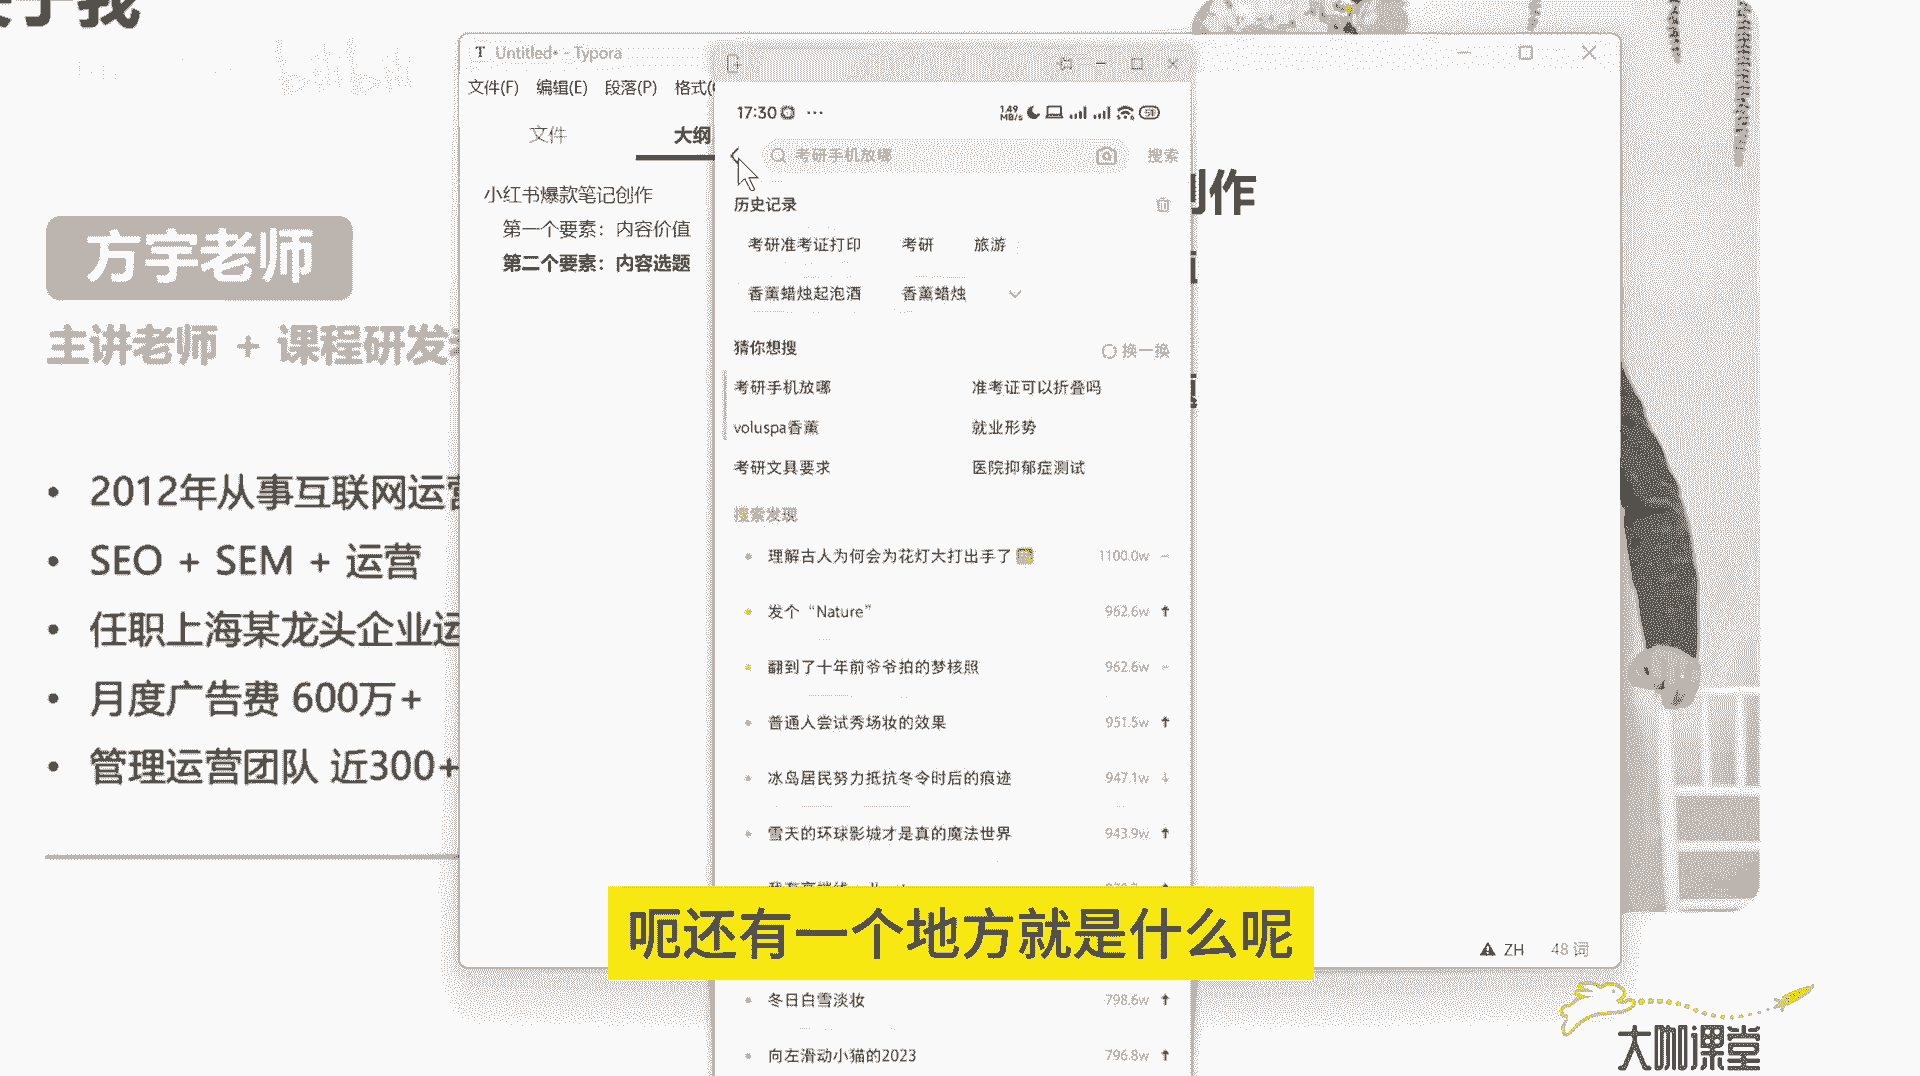 于我
bilibili
方宇老师
主讲老师 + 课程研发
• 2012年从事互联网运营
• SEO + SEM + 运营
• 任职上海某龙头企业运
• 月度广告费 600万+
• 管理运营团队 近300+
T Untitled• - Typora
文件(F) 编辑(E) 段落(P) 格式(
文件 大纲
小红书爆款笔记创作
第一个要素：内容价值
第二个要素：内容选题
创作
17:30 ···
1.49 MB/s 51
考研手机放哪 搜索
历史记录
考研准考证打印 考研 旅游
香薰蜡烛起泡酒 香薰蜡烛
猜你想搜 换一换
考研手机放哪 准考证可以折叠吗
voluspa香薰 就业形势
考研文具要求 医院抑郁症测试
搜索发现
理解古人为何会为花灯大打出手了 1100.0w
发个“Nature” 962.6w
翻到了十年前爷爷拍的梦核照 962.6w
普通人尝试秀场妆的效果 951.5w
冰岛居民努力抵抗冬令时后的痕迹 947.1w
雪天的环球影城才是真的魔法世界 943.9w
呃还有一个地方就是什么呢
冬日白雪淡妆 798.6w
向左滑动小猫的2023 796.8w
ZH 48 词
大咖课堂